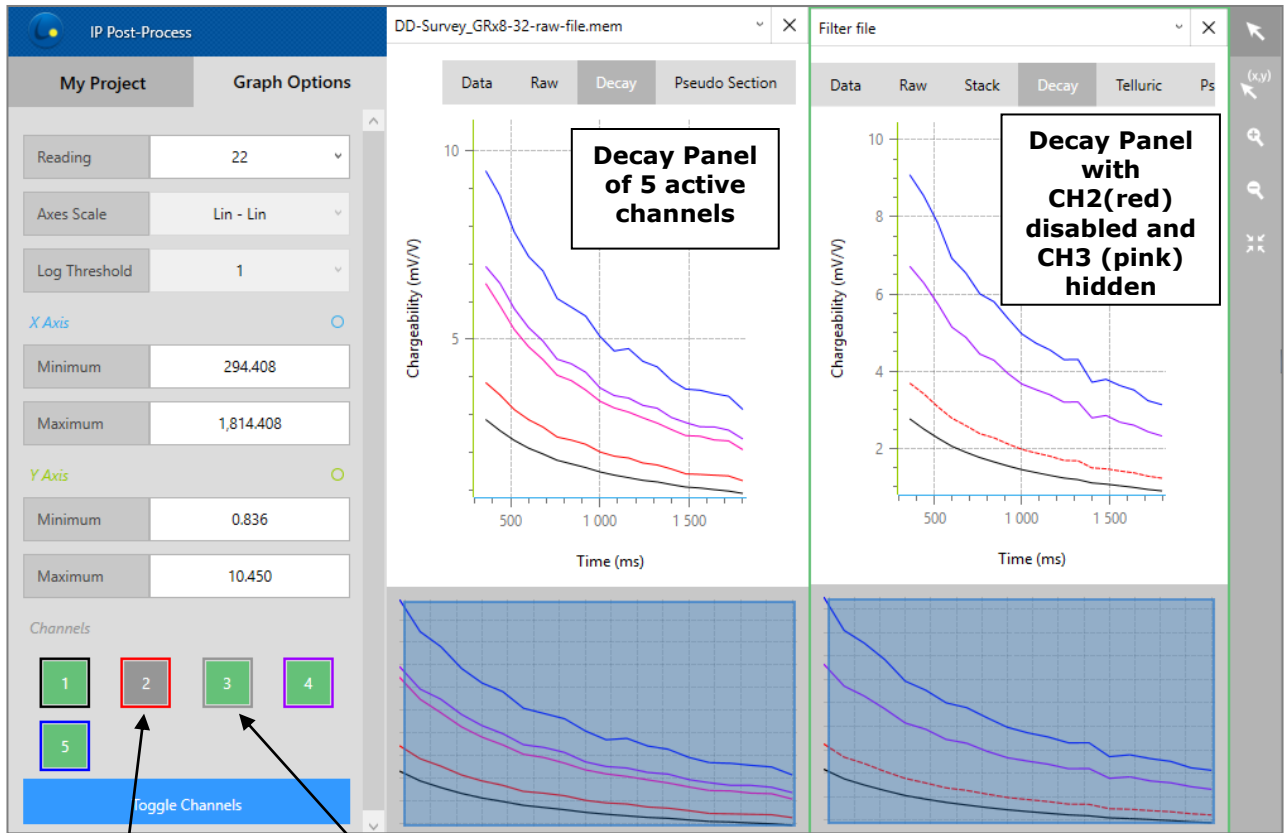 IP Post-Process
My Project
Graph Options
Reading
22
Axes Scale
Lin - Lin
Log Threshold
1
X Axis
Minimum
294.408
Maximum
1,814.408
Y Axis
Minimum
0.836
Maximum
10.450
Channels
1
2
3
4
5
Toggle Channels
DD-Survey_GRx8-32-raw-file.mem
Data
Raw
Decay
Pseudo Section
Decay Panel
of 5 active
channels
Chargeability (mV/V)
10
5
500
1 000
1 500
Time (ms)
Filter file
Data
Raw
Stack
Decay
Telluric
Ps
Decay Panel
with
CH2(red)
disabled and
CH3 (pink)
hidden
Chargeability (mV/V)
10
8
6
4
2
500
1 000
1 500
Time (ms)
(x,y)